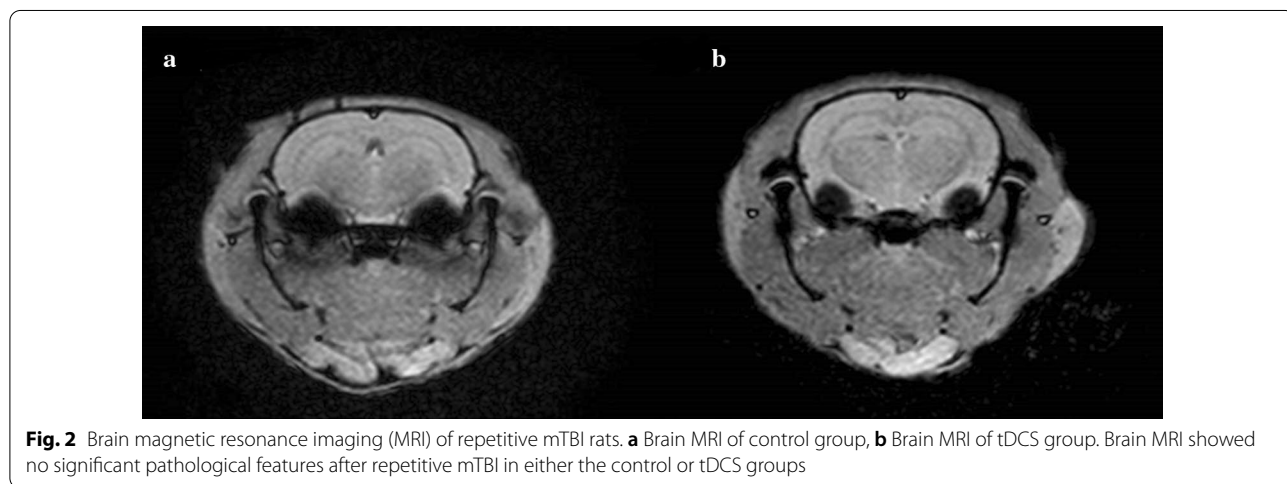 a
b
Fig. 2 Brain magnetic resonance imaging (MRI) of repetitive mTBI rats. a Brain MRI of control group, b Brain MRI of tDCS group. Brain MRI showed
no significant pathological features after repetitive mTBI in either the control or tDCS groups